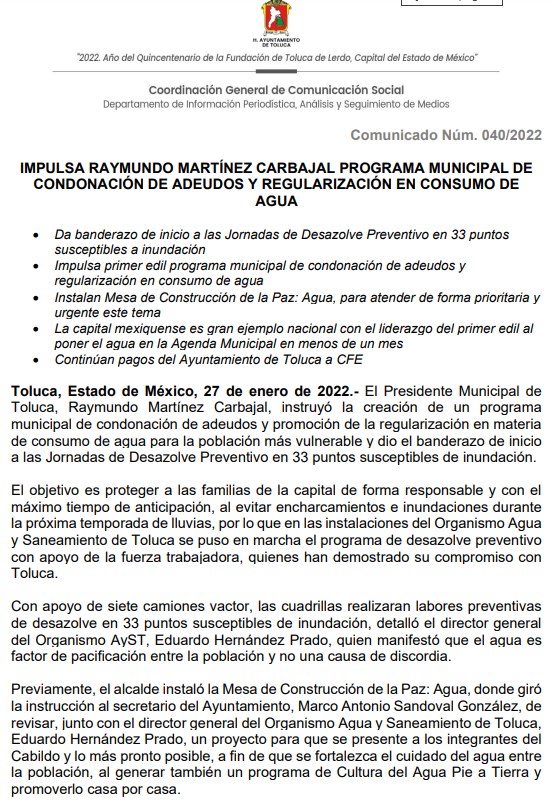 H. AYUNTAMIENTO
DE TOLUCA
"2022. Año del Quincentenario de la Fundación de Toluca de Lerdo, Capital del Estado de México"
Coordinación General de Comunicación Social
Departamento de Información Periodística, Análisis y Seguimiento de Medios
Comunicado Núm. 040/2022
IMPULSA RAYMUNDO MARTÍNEZ CARBAJAL PROGRAMA MUNICIPAL DE
CONDONACIÓN DE ADEUDOS Y REGULARIZACIÓN EN CONSUMO DE
AGUA
• Da banderazo de inicio a las Jornadas de Desazolve Preventivo en 33 puntos
susceptibles a inundación
• Impulsa primer edil programa municipal de condonación de adeudos y
regularización en consumo de agua
• Instalan Mesa de Construcción de la Paz: Agua, para atender de forma prioritaria y
urgente este tema
• La capital mexiquense es gran ejemplo nacional con el liderazgo del primer edil al
poner el agua en la Agenda Municipal en menos de un mes
• Continúan pagos del Ayuntamiento de Toluca a CFE
Toluca, Estado de México, 27 de enero de 2022.- El Presidente Municipal de
Toluca, Raymundo Martínez Carbajal, instruyó la creación de un programa
municipal de condonación de adeudos y promoción de la regularización en materia
de consumo de agua para la población más vulnerable y dio el banderazo de inicio
a las Jornadas de Desazolve Preventivo en 33 puntos susceptibles de inundación.
El objetivo es proteger a las familias de la capital de forma responsable y con el
máximo tiempo de anticipación, al evitar encharcamientos e inundaciones durante
la próxima temporada de lluvias, por lo que en las instalaciones del Organismo Agua
y Saneamiento de Toluca se puso en marcha el programa de desazolve preventivo
con apoyo de la fuerza trabajadora, quienes han demostrado su compromiso con
Toluca.
Con apoyo de siete camiones vactor, las cuadrillas realizaran labores preventivas
de desazolve en 33 puntos susceptibles de inundación, detalló el director general
del Organismo AyST, Eduardo Hernández Prado, quien manifestó que el agua es
factor de pacificación entre la población y no una causa de discordia.
Previamente, el alcalde instaló la Mesa de Construcción de la Paz: Agua, donde giró
la instrucción al secretario del Ayuntamiento, Marco Antonio Sandoval González, de
revisar, junto con el director general del Organismo Agua y Saneamiento de Toluca,
Eduardo Hernández Prado, un proyecto para que se presente a los integrantes del
Cabildo y lo más pronto posible, a fin de que se fortalezca el cuidado del agua entre
la población, al generar también un programa de Cultura del Agua Pie a Tierra y
promoverlo casa por casa.